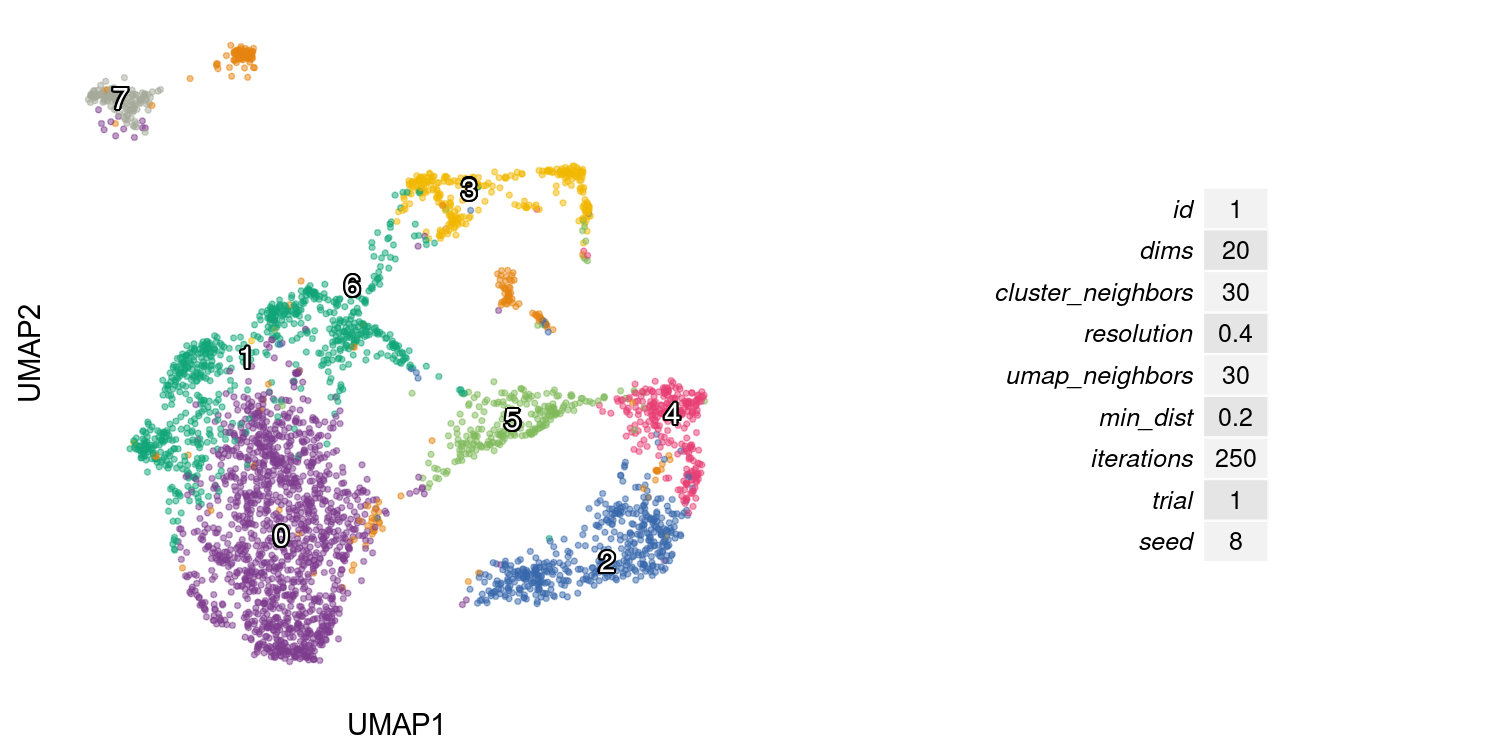 7
3
6
1
5
4
0
2
UMAP2
UMAP1
id 1
dims 20
cluster_neighbors 30
resolution 0.4
umap_neighbors 30
min_dist 0.2
iterations 250
trial 1
seed 8